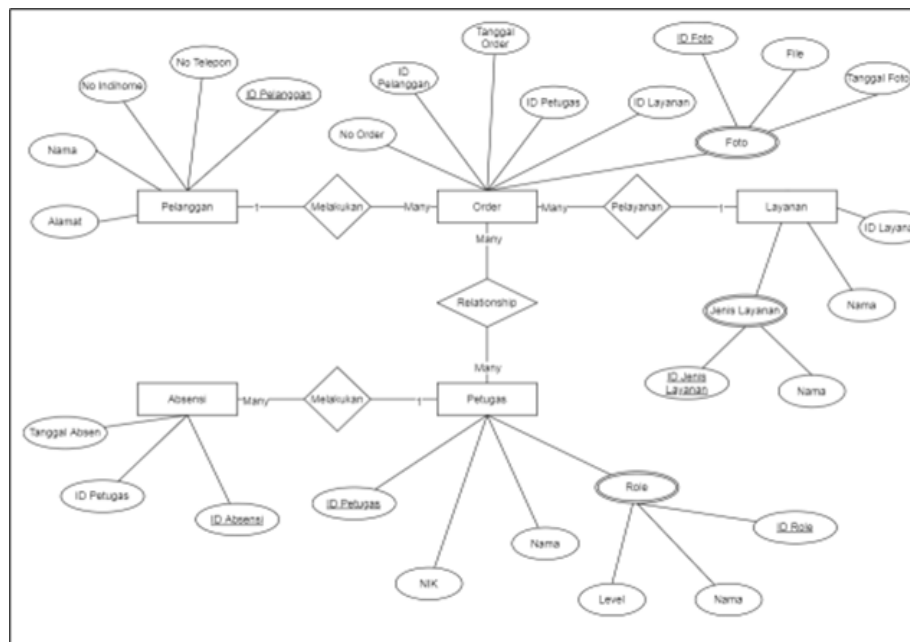 Tanggal
Order
ID Foto
File
No Telepon
ID
Pelanggan
Tanggal Foto
No Indihome
ID Pelanggan
ID Petugas
ID Layanan
No Order
Nama
Foto
Pelanggan
1
Melakukan
Many
Order
Many
Pelayanan
1
Layanan
Alamat
ID Layana
Many
Relationship
Jenis Layanan
Nama
Many
ID Jenis
Layanan
Nama
Absensi
Many
Melakukan
1
Petugas
Tanggal Absen
ID Petugas
ID Petugas
Role
ID Absensi
ID Role
Nama
NIK
Level
Nama